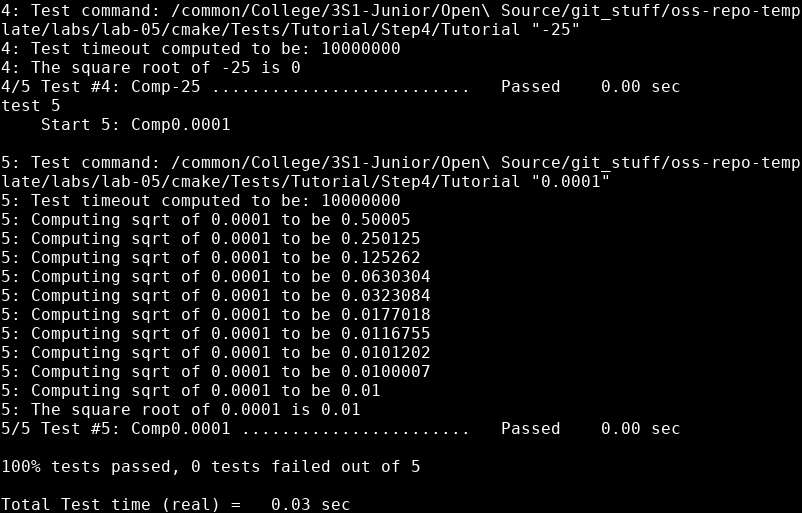 4: Test command: /common/College/3S1-Junior/Open\ Source/git_stuff/oss-repo-temp
late/labs/lab-05/cmake/Tests/Tutorial/Step4/Tutorial "-25"
4: Test timeout computed to be: 10000000
4: The square root of -25 is 0
4/5 Test #4: Comp-25 ..........................   Passed    0.00 sec
test 5
    Start 5: Comp0.0001

5: Test command: /common/College/3S1-Junior/Open\ Source/git_stuff/oss-repo-temp
late/labs/lab-05/cmake/Tests/Tutorial/Step4/Tutorial "0.0001"
5: Test timeout computed to be: 10000000
5: Computing sqrt of 0.0001 to be 0.50005
5: Computing sqrt of 0.0001 to be 0.250125
5: Computing sqrt of 0.0001 to be 0.125262
5: Computing sqrt of 0.0001 to be 0.0630304
5: Computing sqrt of 0.0001 to be 0.0323084
5: Computing sqrt of 0.0001 to be 0.0177018
5: Computing sqrt of 0.0001 to be 0.0116755
5: Computing sqrt of 0.0001 to be 0.0101202
5: Computing sqrt of 0.0001 to be 0.0100007
5: Computing sqrt of 0.0001 to be 0.01
5: The square root of 0.0001 is 0.01
5/5 Test #5: Comp0.0001 .......................   Passed    0.00 sec

100% tests passed, 0 tests failed out of 5

Total Test time (real) =   0.03 sec